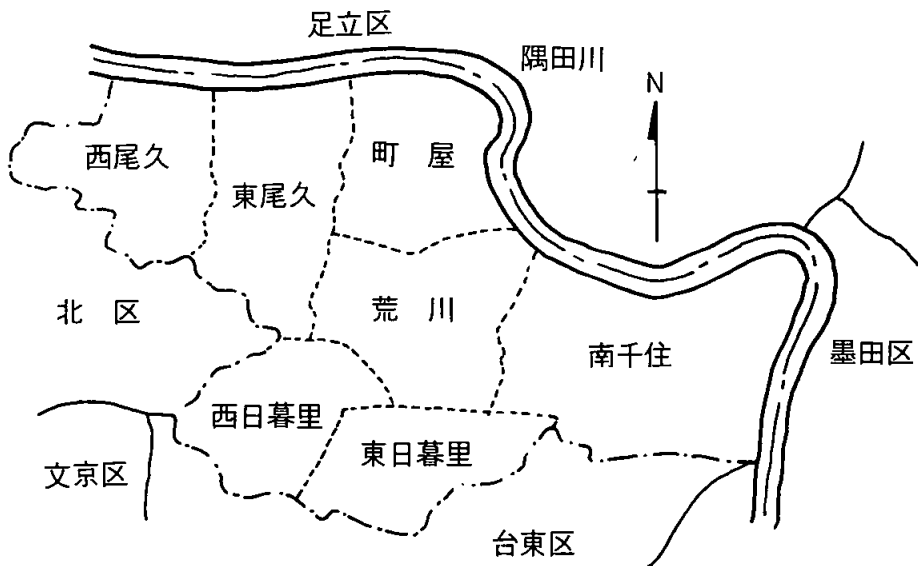 足立区
隅田川
N
西尾久
東尾久
町 屋
北 区
荒 川
南千住
墨田区
西日暮里
東日暮里
文京区
台東区